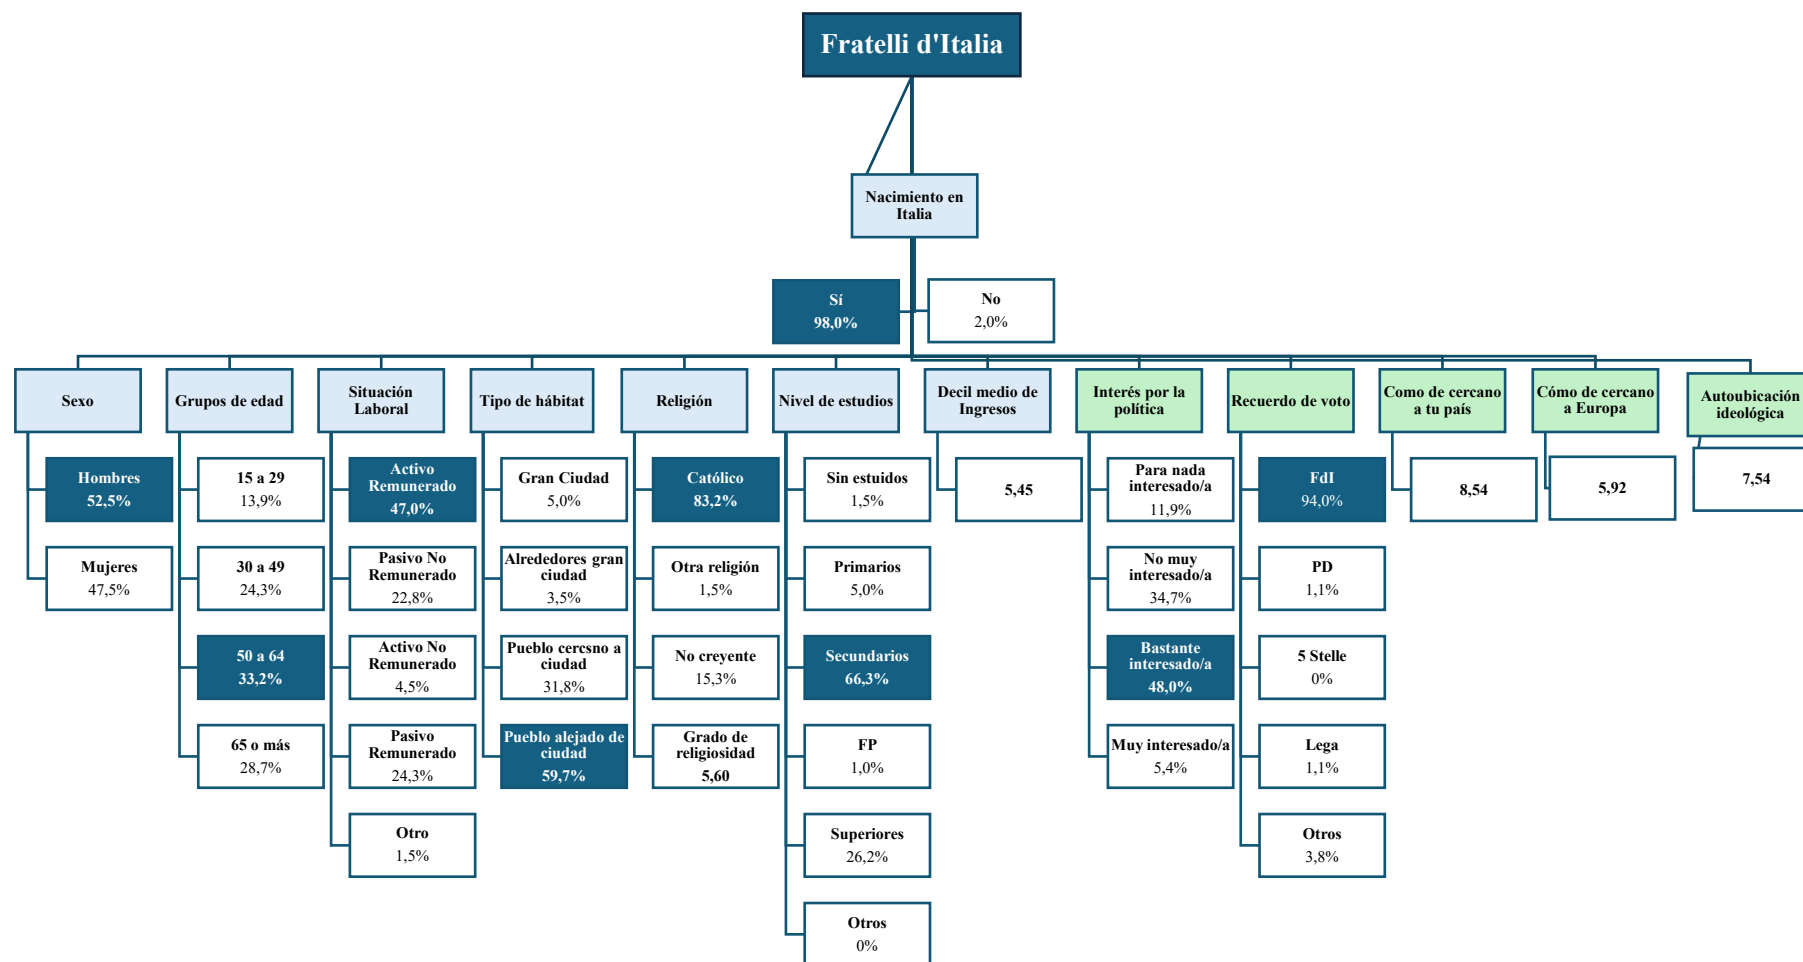 Fratelli d'Italia
Nacimiento en
Italia
Sí
98,0%
No
2,0%
Sexo
Hombres
52,5%
Mujeres
47,5%
Grupos de edad
15 a 29
13,9%
30 a 49
24,3%
50 a 64
33,2%
65 o más
28,7%
Situación
Laboral
Activo
Remunerado
47,0%
Pasivo No
Remunerado
22,8%
Activo No
Remunerado
4,5%
Pasivo
Remunerado
24,3%
Otro
1,5%
Tipo de hábitat
Gran Ciudad
5,0%
Alrededores gran
ciudad
3,5%
Pueblo cercsno a
ciudad
31,8%
Pueblo alejado de
ciudad
59,7%
Religión
Católico
83,2%
Otra religión
1,5%
No creyente
15,3%
Grado de
religiosidad
5,60
Nivel de estudios
Sin estuidos
1,5%
Primarios
5,0%
Secundarios
66,3%
FP
1,0%
Superiores
26,2%
Otros
0%
Decil medio de
Ingresos
5,45
Interés por la
política
Para nada
interesado/a
11,9%
No muy
interesado/a
34,7%
Bastante
interesado/a
48,0%
Muy interesado/a
5,4%
Recuerdo de voto
FdI
94,0%
PD
1,1%
5 Stelle
0%
Lega
1,1%
Otros
3,8%
Como de cercano
a tu país
8,54
Cómo de cercano
a Europa
5,92
Autoubicación
ideológica
7,54